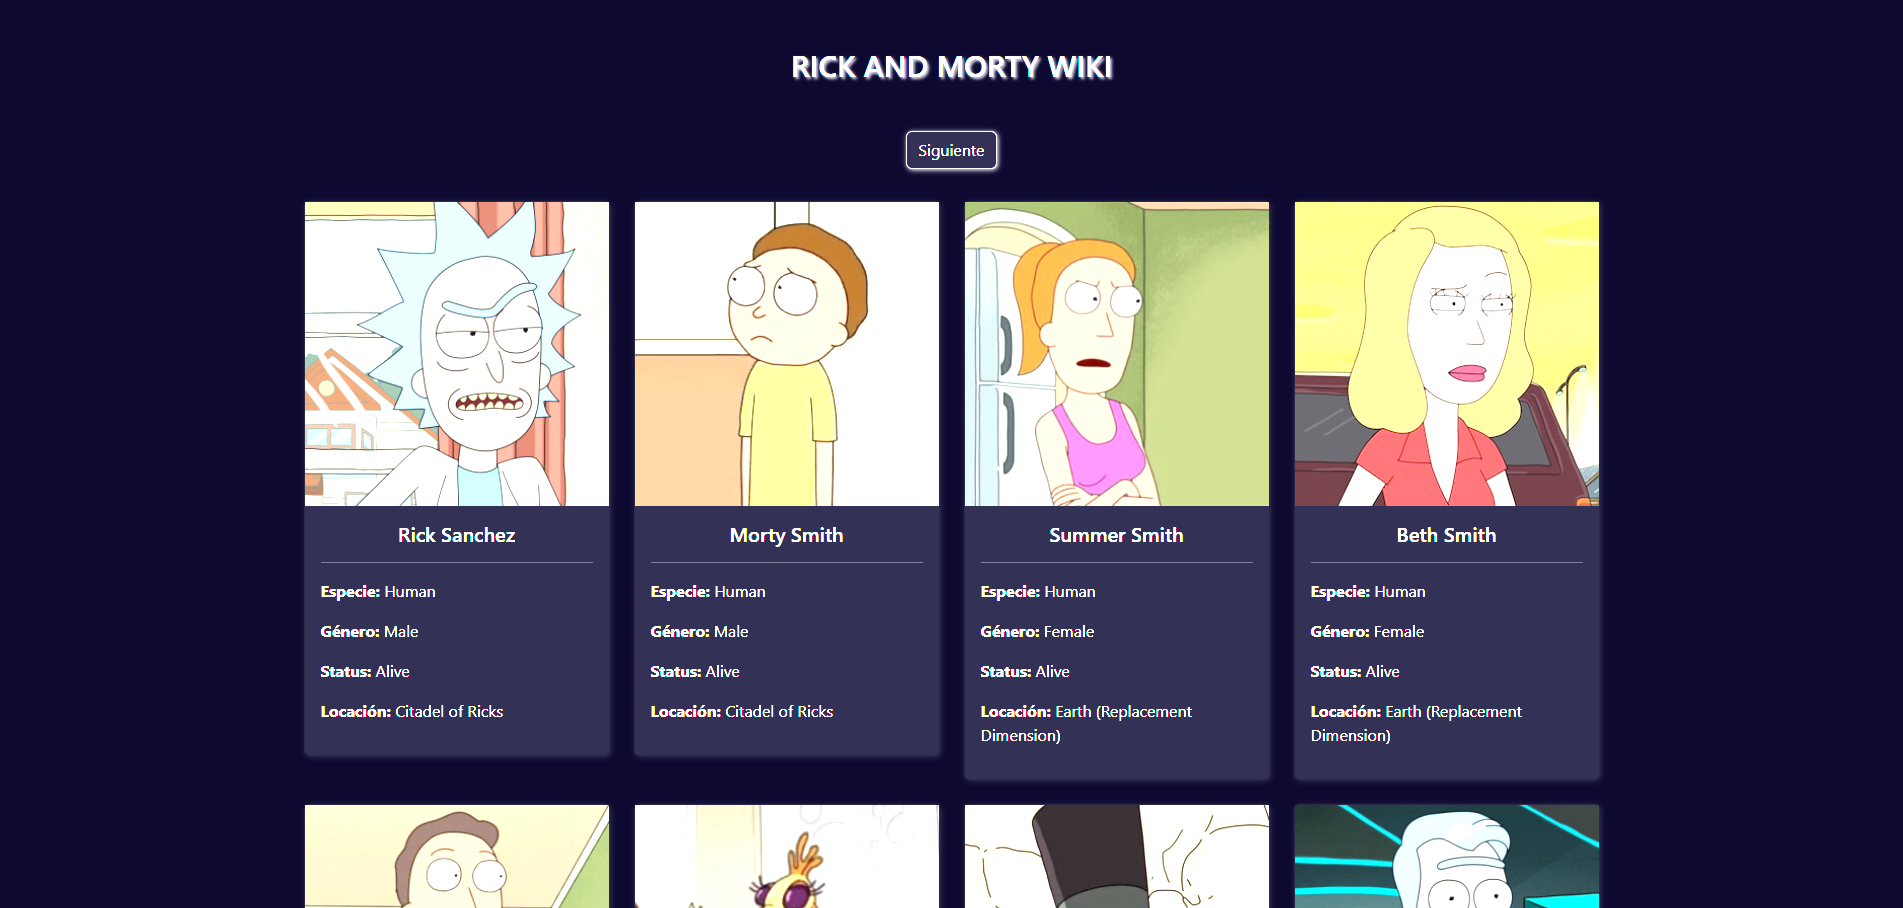 RICK AND MORTY WIKI
Siguiente
Rick Sanchez
Especie: Human
Género: Male
Status: Alive
Locación: Citadel of Ricks
Morty Smith
Especie: Human
Género: Male
Status: Alive
Locación: Citadel of Ricks
Summer Smith
Especie: Human
Género: Female
Status: Alive
Locación: Earth (Replacement
Dimension)
Beth Smith
Especie: Human
Género: Female
Status: Alive
Locación: Earth (Replacement
Dimension)